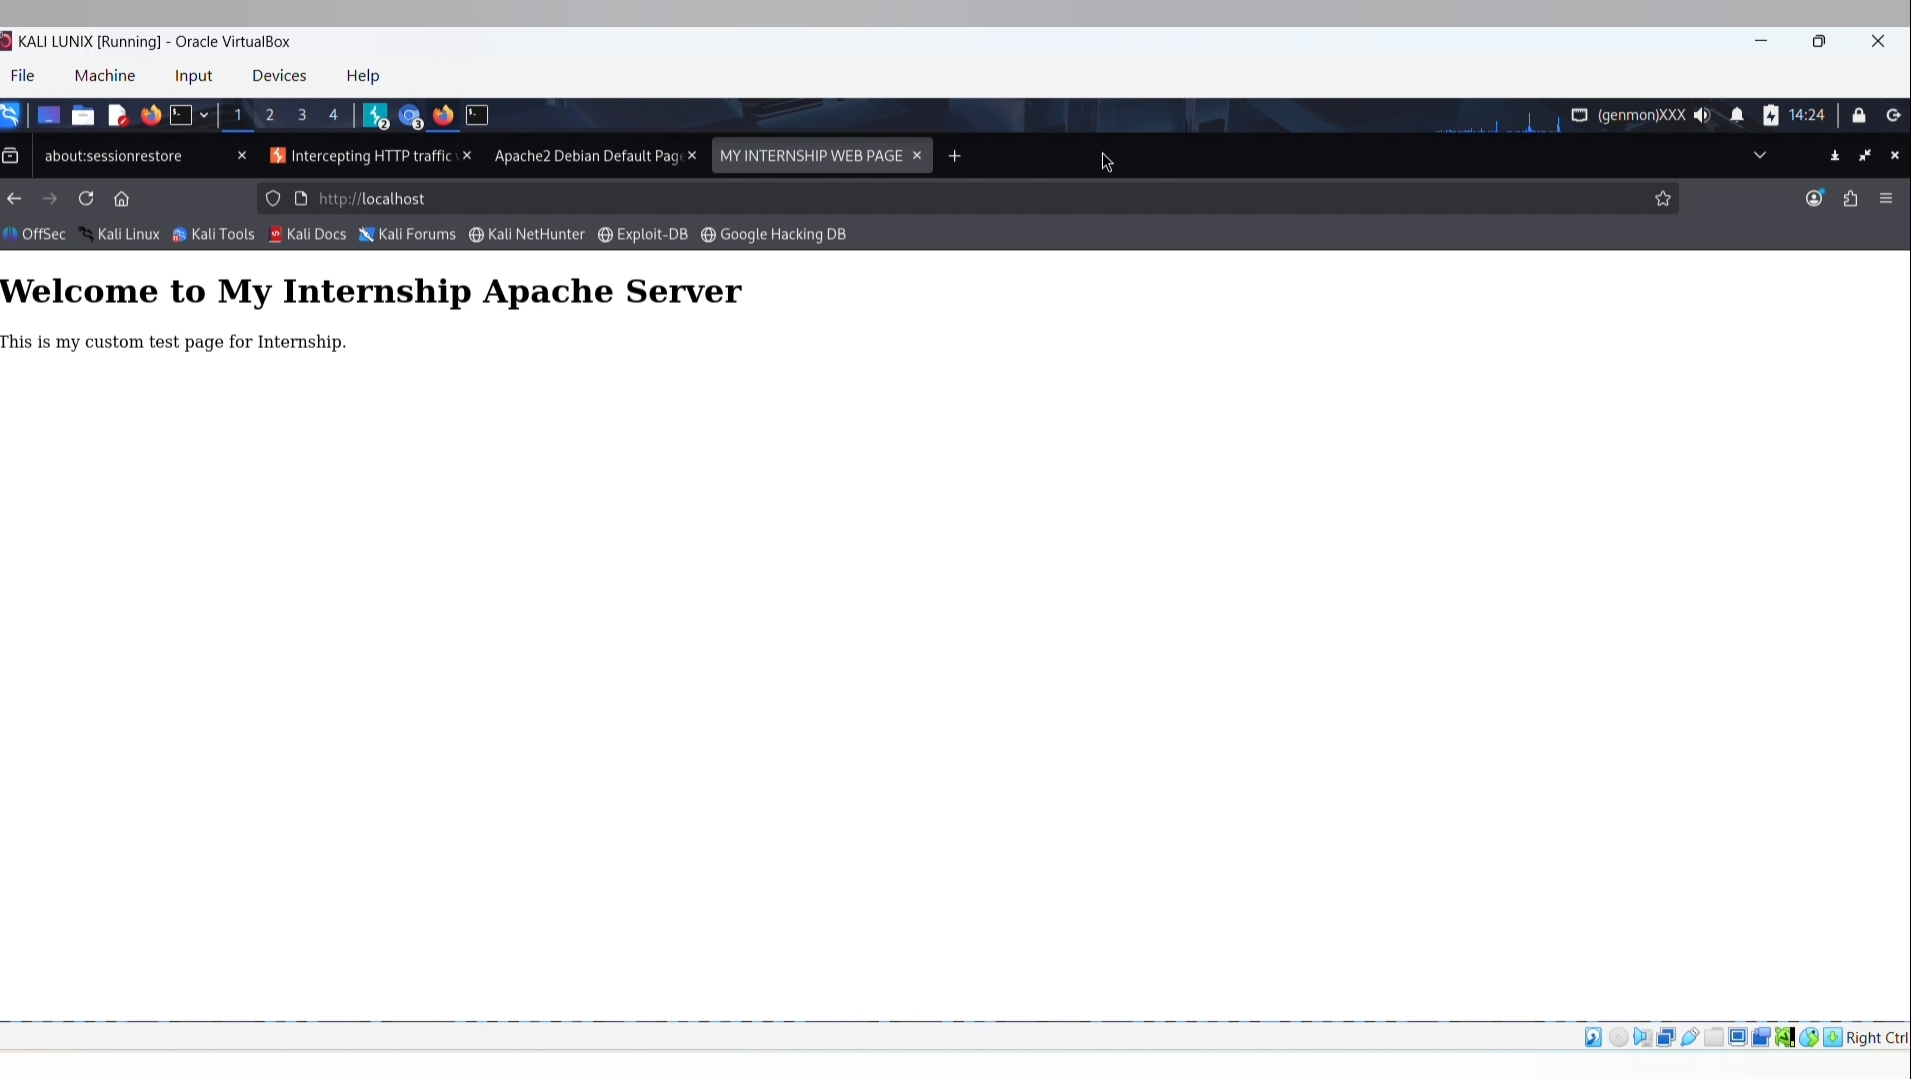 KALI LUNIX [Running] - Oracle VirtualBox
File Machine Input Devices Help
1 2 3 4 2 3 (genmon)XXX 14:24
about:sessionrestore Intercepting HTTP traffic Apache2 Debian Default Pag MY INTERNSHIP WEB PAGE
http://localhost
OffSec Kali Linux Kali Tools Kali Docs Kali Forums Kali NetHunter Exploit-DB Google Hacking DB
Welcome to My Internship Apache Server
This is my custom test page for Internship.
Right Ctrl